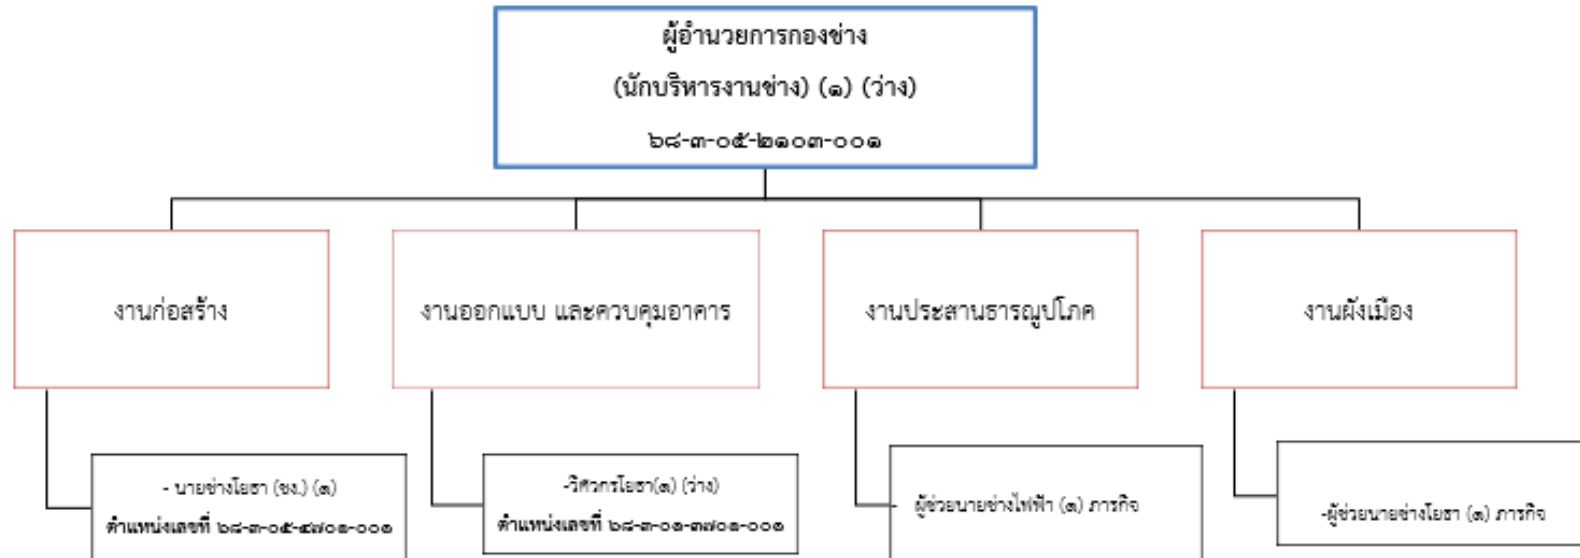 ผู้อำนวยการกองช่าง
(นักบริหารงานช่าง) (๑) (ว่าง)
๖๘-๓-๐๕-๒๑๐๓-๐๐๑
งานก่อสร้าง
งานออกแบบ และควบคุมอาคาร
งานประสานธารณูปโภค
งานผังเมือง
- นายช่างโยธา (ชง.) (๑)
ตำแหน่งเลขที่ ๖๘-๓-๐๕-๔๗๐๑-๐๐๑
-วิศวกรโยธา(๑) (ว่าง)
ตำแหน่งเลขที่ ๖๘-๓-๐๑-๓๗๐๑-๐๐๑
- ผู้ช่วยนายช่างไฟฟ้า (๑) ภารกิจ
-ผู้ช่วยนายช่างโยธา (๑) ภารกิจ